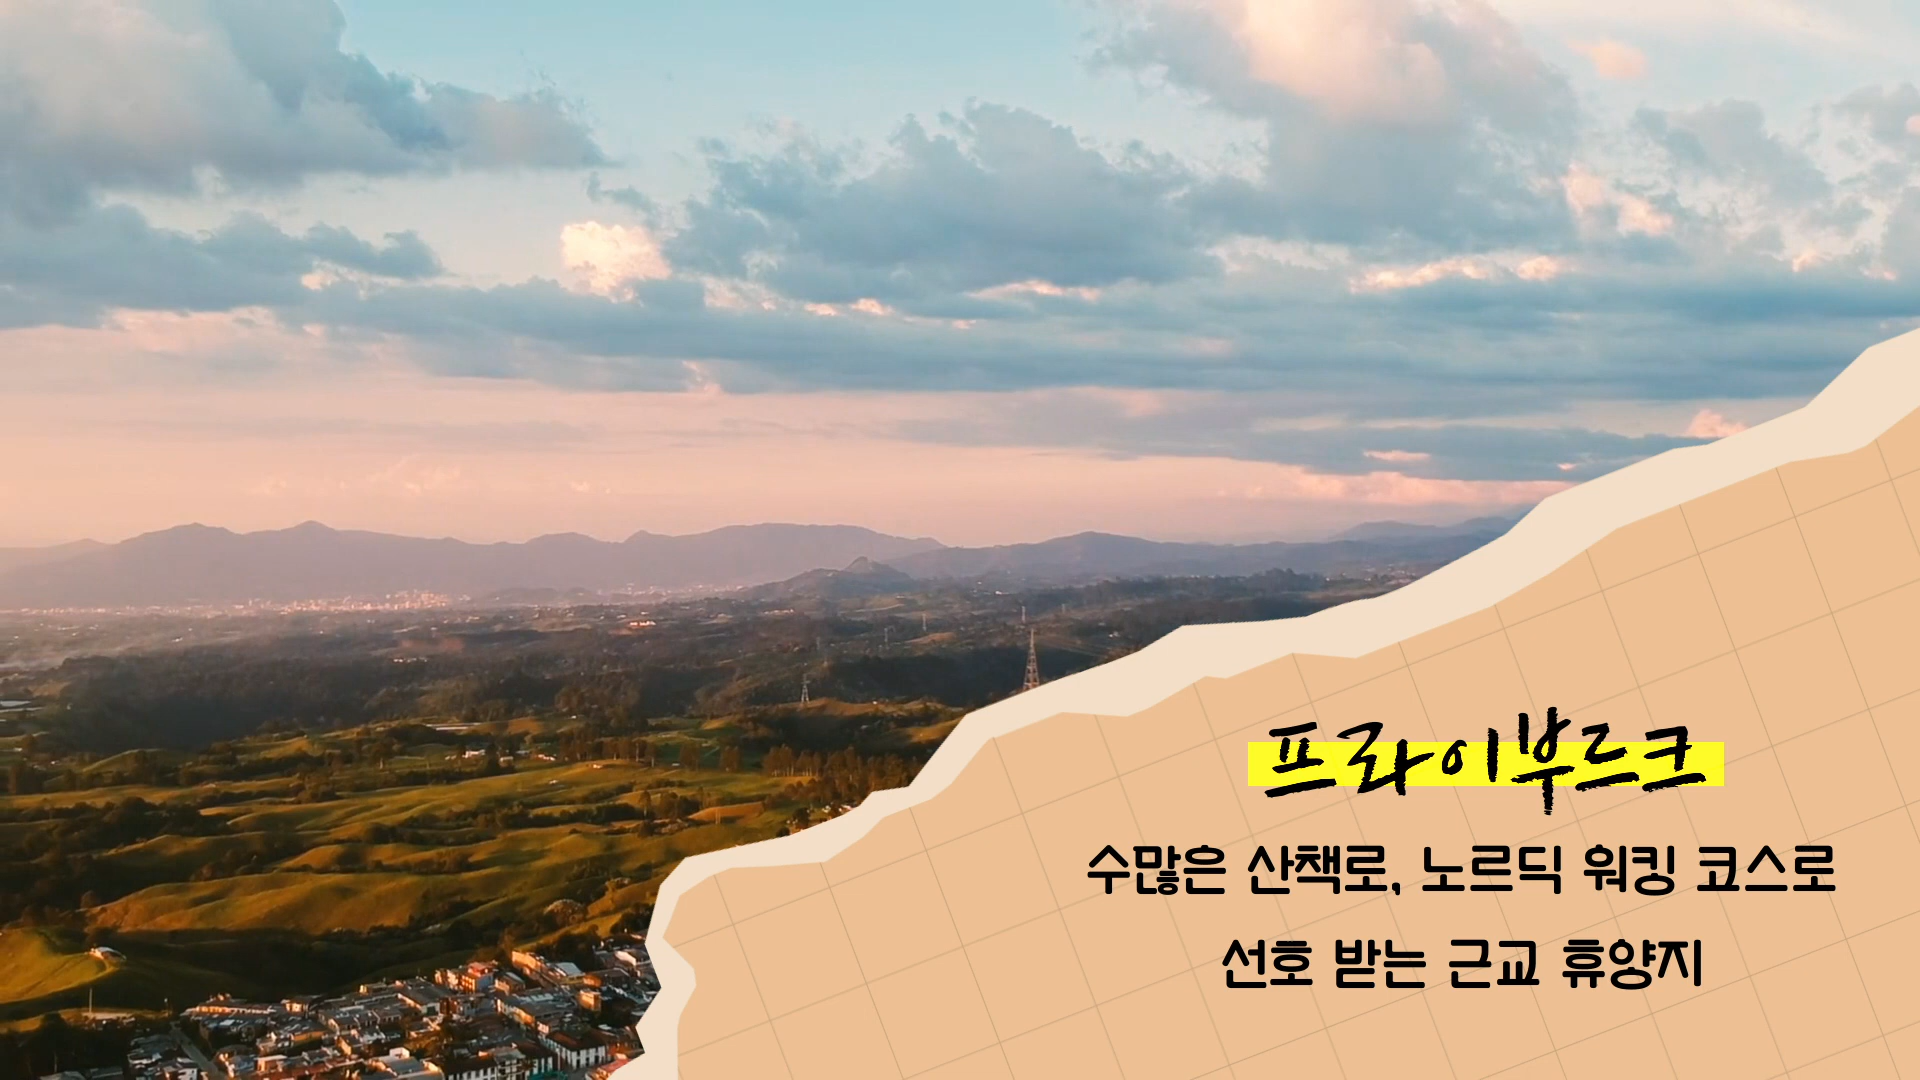 프라이부르크
수많은 산책로, 노르딕 워킹 코스로
선호 받는 근교 휴양지